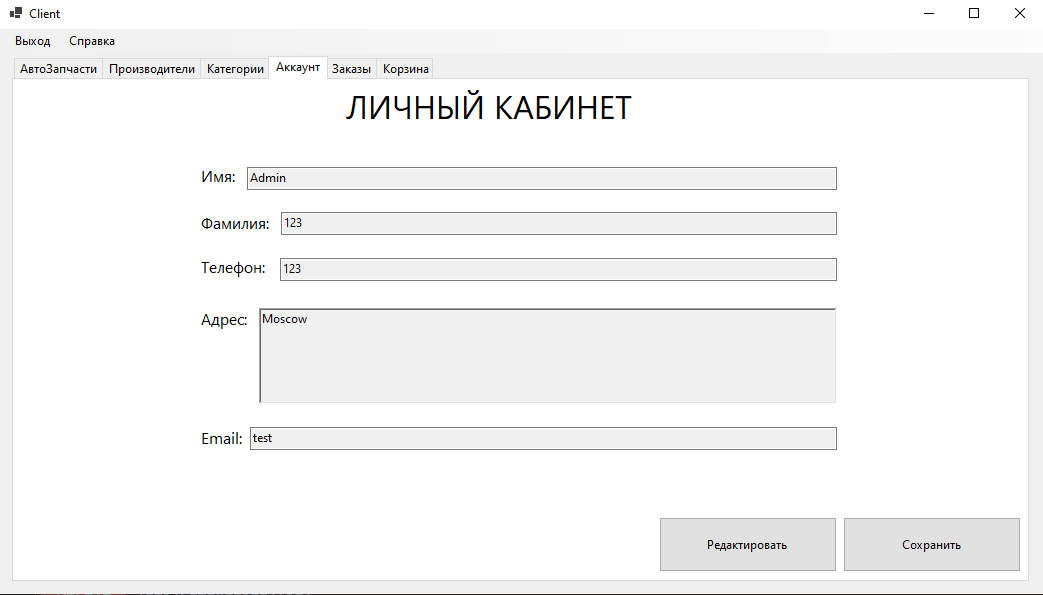 Client
Выход Справка
АвтоЗапчасти Производители Категории Аккаунт Заказы Корзина
ЛИЧНЫЙ КАБИНЕТ
Имя: Admin
Фамилия: 123
Телефон: 123
Адрес: Moscow
Email: test
Редактировать Сохранить